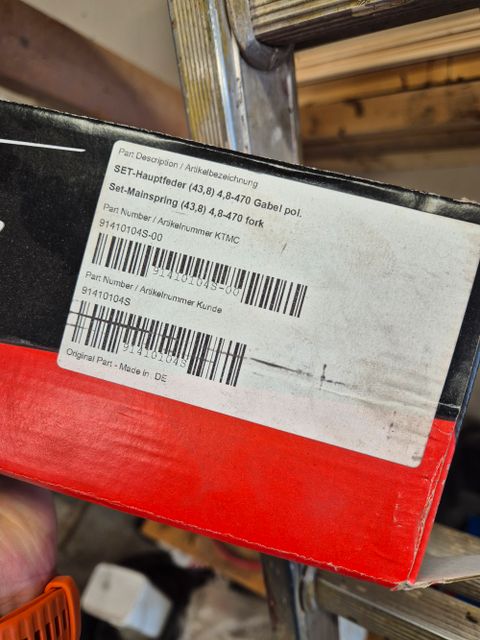 Part Description / Artikelbezeichnung
SET-Hauptfeder (43,8) 4,8-470 Gabel pol.
Set-Mainspring (43,8) 4,8-470 fork
Part Number / Artikelnummer KTMC
91410104S-00
91410104S-00
Part Number / Artikelnummer Kunde
91410104S
91410104S
Original Part - Made in DE